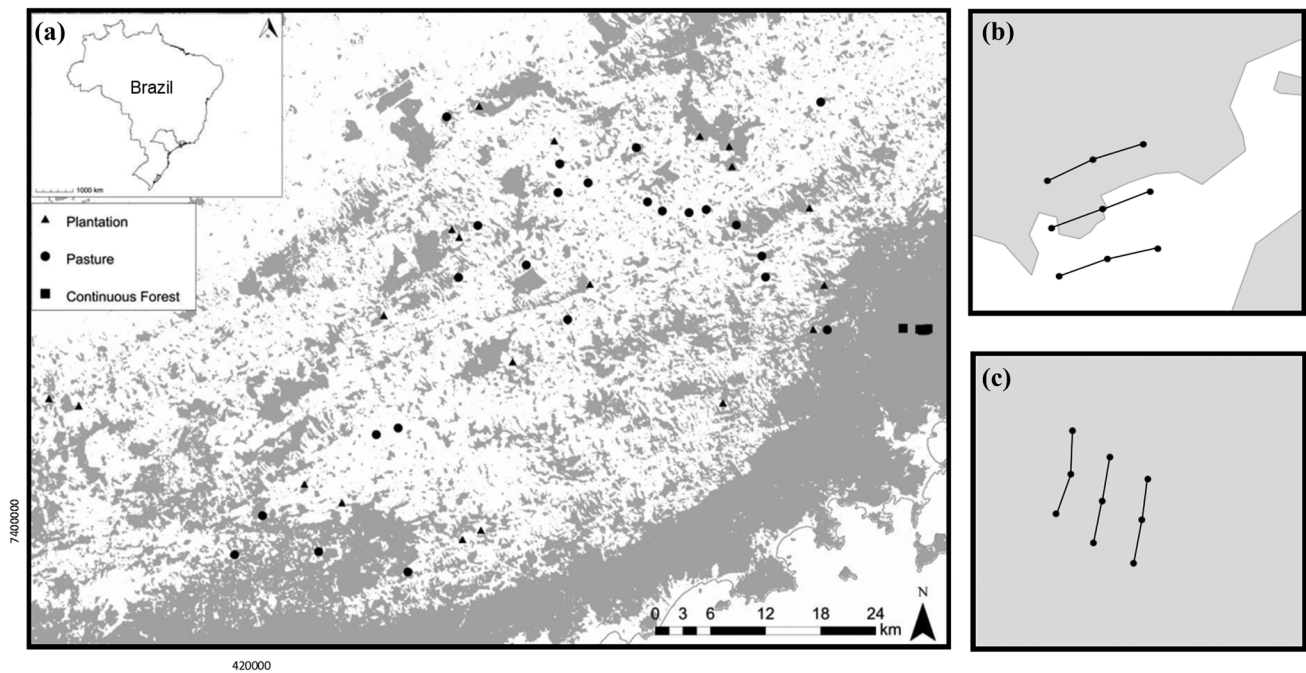 (a)
Brazil
1000 km
Plantation
Pasture
Continuous Forest
7400000
420000
0 3 6 12 18 24
km
N
(b)
(c)